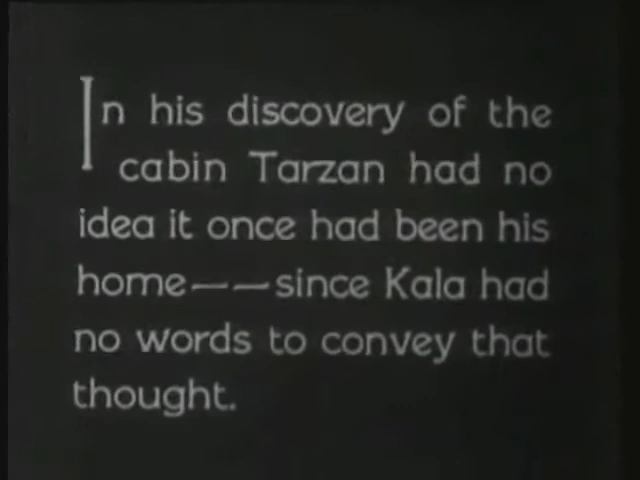 In his discovery of the
cabin Tarzan had no
idea it once had been his
home——since Kala had
no words to convey that
thought.